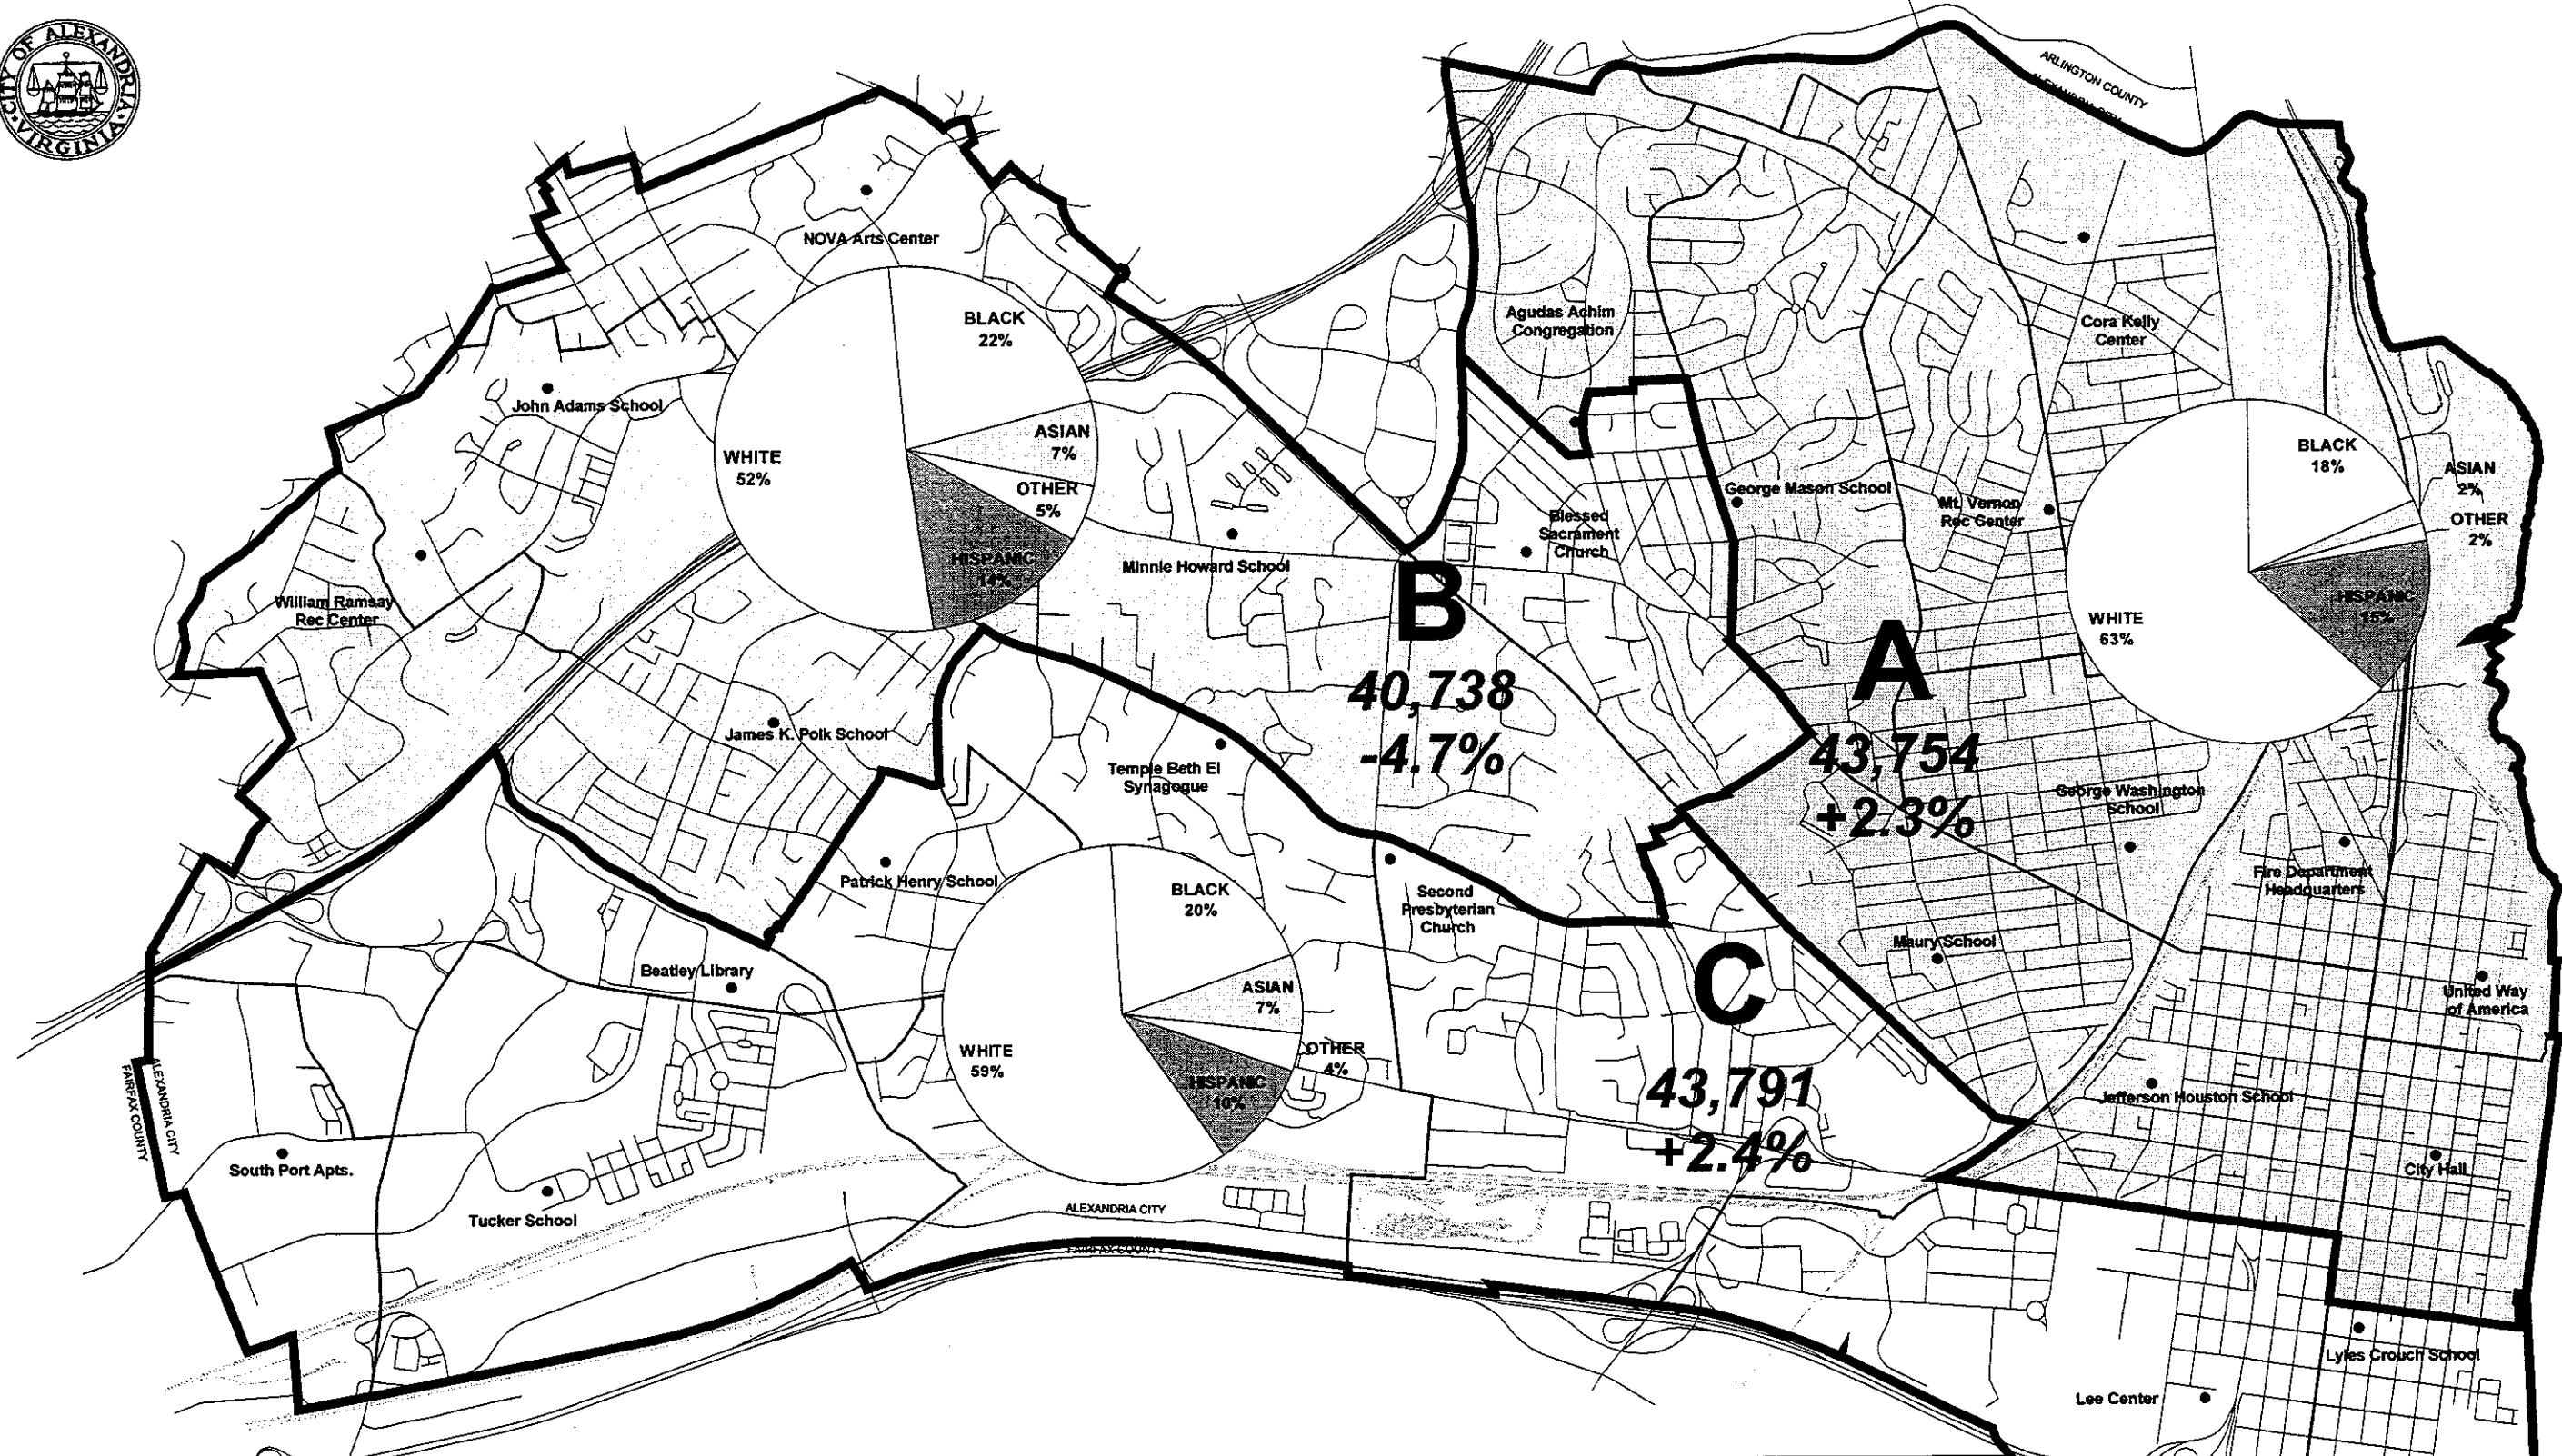 CITY OF ALEXANDRIA
VIRGINIA
ARLINGTON COUNTY
ALEXANDRIA CITY
NOVA Arts Center
BLACK
22%
ASIAN
7%
OTHER
5%
HISPANIC
14%
WHITE
52%
John Adams School
William Ramsay
Rec Center
James K. Polk School
Minnie Howard School
Agudas Achim
Congregation
Cora Kelly
Center
George Mason School
Mt. Vernon
Rec Center
Blessed
Sacrament
Church
BLACK
18%
ASIAN
2%
OTHER
2%
HISPANIC
15%
WHITE
63%
B
40,738
-4.7%
A
43,754
+2.3%
George Washington
School
Temple Beth El
Synagogue
Patrick Henry School
Second
Presbyterian
Church
Fire Department
Headquarters
Maury School
United Way
of America
Beatley Library
BLACK
20%
ASIAN
7%
OTHER
4%
HISPANIC
10%
WHITE
59%
C
43,791
+2.4%
Jefferson Houston School
City Hall
ALEXANDRIA CITY
FAIRFAX COUNTY
South Port Apts.
Tucker School
ALEXANDRIA CITY
FAIRFAX COUNTY
Lyles Crouch School
Lee Center